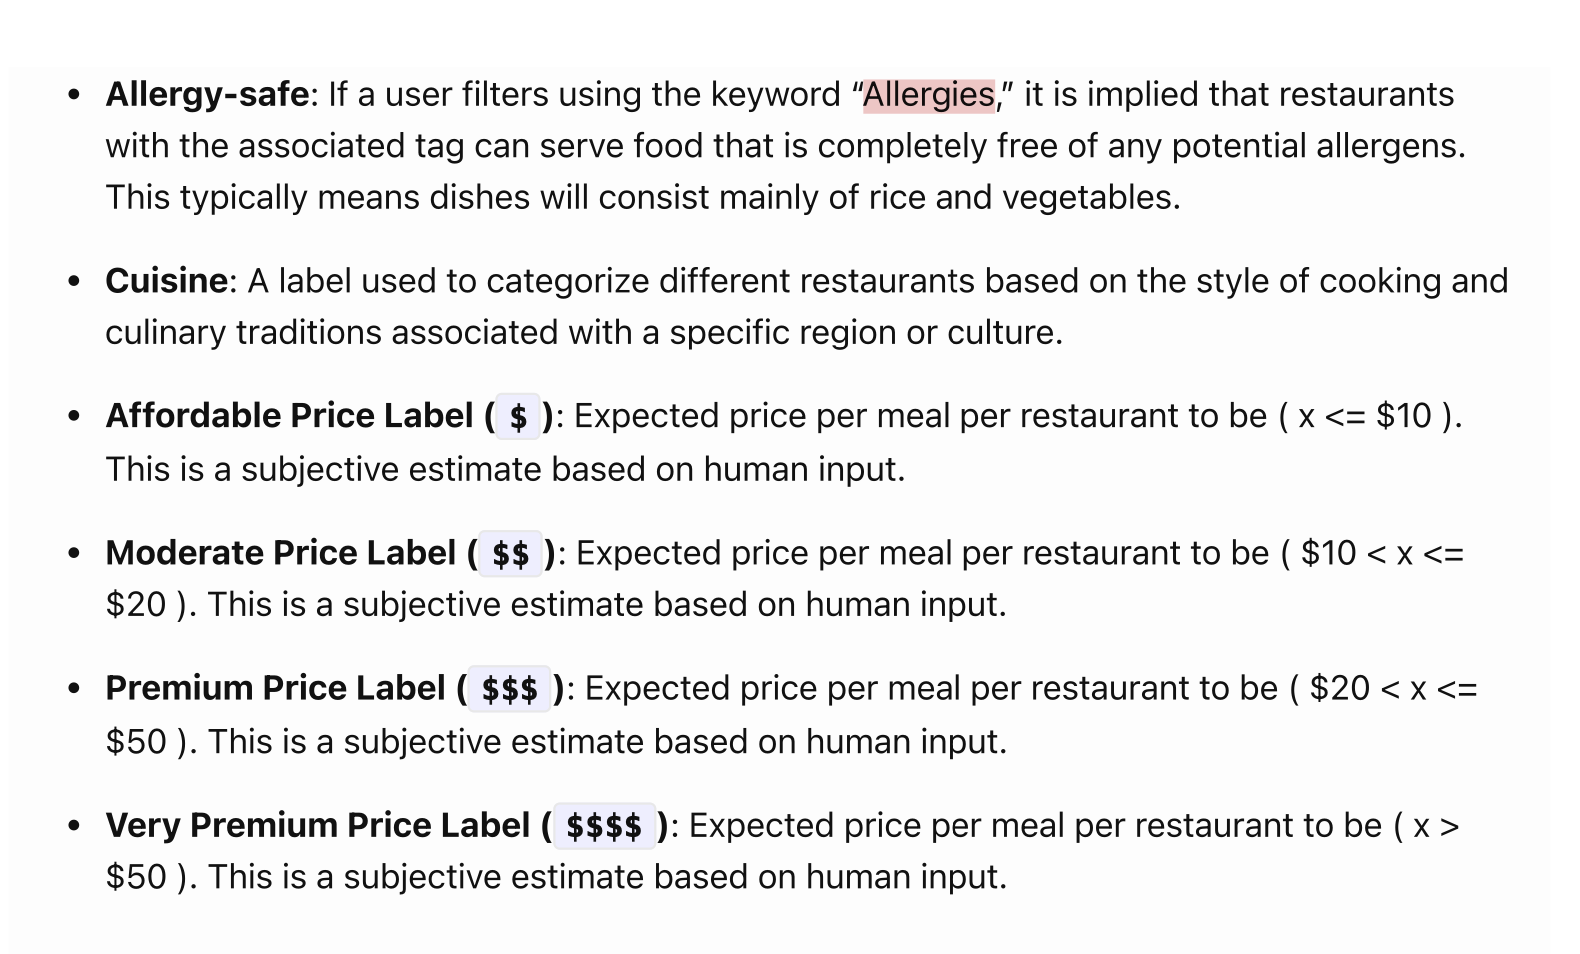 • Allergy-safe: If a user filters using the keyword “Allergies,” it is implied that restaurants
with the associated tag can serve food that is completely free of any potential allergens.
This typically means dishes will consist mainly of rice and vegetables.
• Cuisine: A label used to categorize different restaurants based on the style of cooking and
culinary traditions associated with a specific region or culture.
• Affordable Price Label ( $ ): Expected price per meal per restaurant to be ( x <= $10 ).
This is a subjective estimate based on human input.
• Moderate Price Label ( $$ ): Expected price per meal per restaurant to be ( $10 < x <=
$20 ). This is a subjective estimate based on human input.
• Premium Price Label ( $$$ ): Expected price per meal per restaurant to be ( $20 < x <=
$50 ). This is a subjective estimate based on human input.
• Very Premium Price Label ( $$$$ ): Expected price per meal per restaurant to be ( x >
$50 ). This is a subjective estimate based on human input.